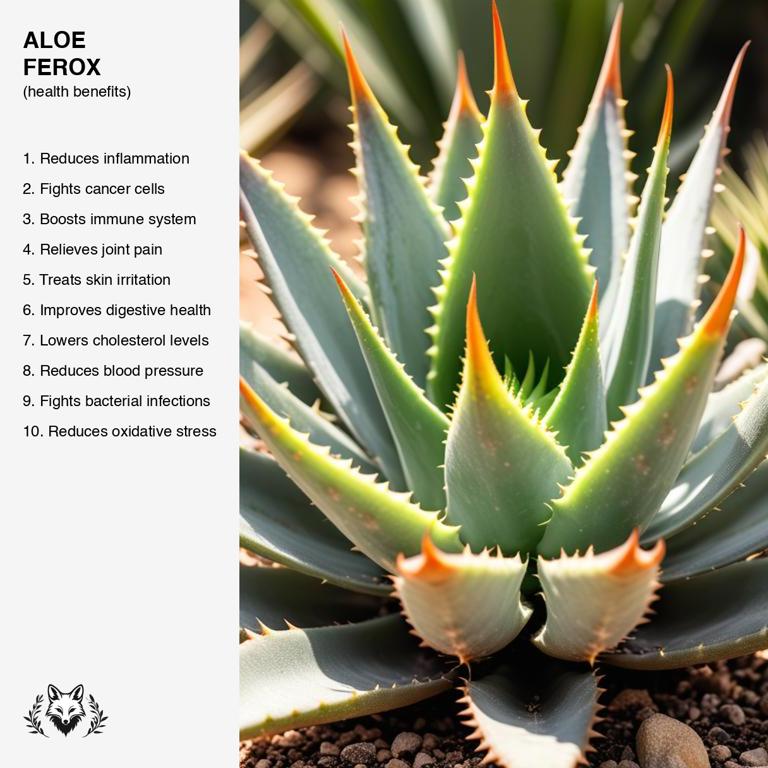 ALOE
FEROX
(health benefits)
1. Reduces inflammation
2. Fights cancer cells
3. Boosts immune system
4. Relieves joint pain
5. Treats skin irritation
6. Improves digestive health
7. Lowers cholesterol levels
8. Reduces blood pressure
9. Fights bacterial infections
10. Reduces oxidative stress